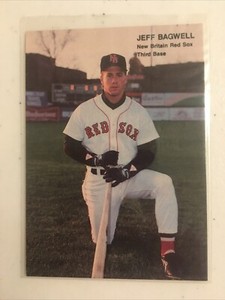 JEFF BAGWELL
New Britain Red Sox
Third Base
RED SOX